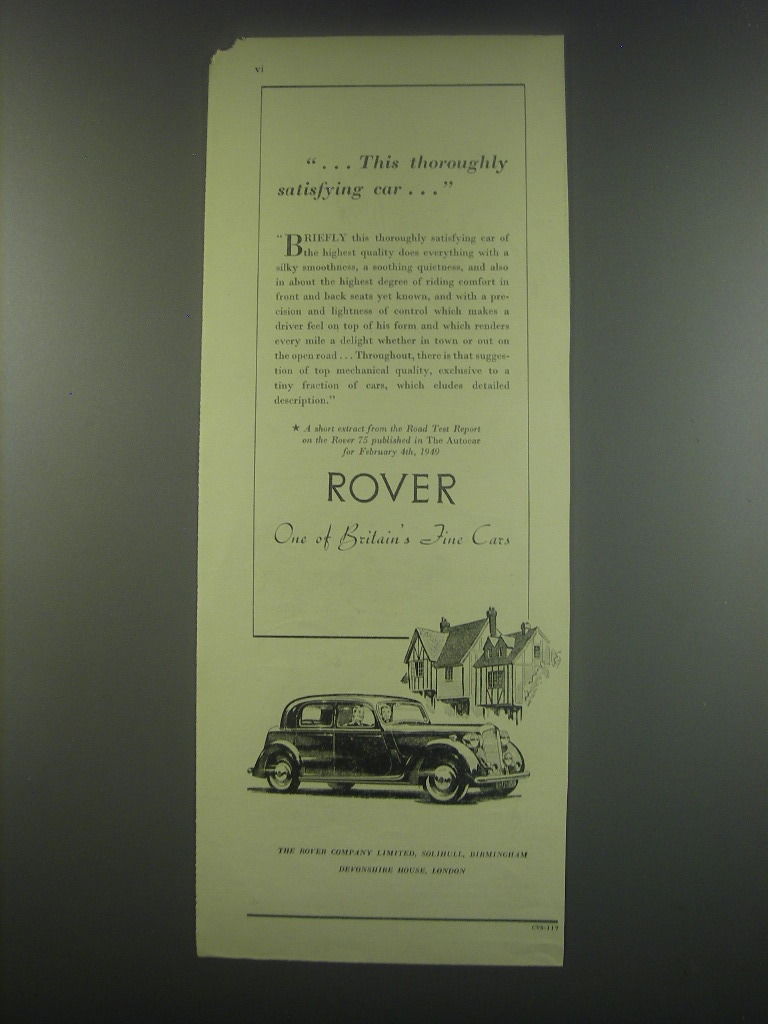 vi
“ . . . This thoroughly
satisfying car . . . ”
“BRIEFLY this thoroughly satisfying car of
the highest quality does everything with a
silky smoothness, a soothing quietness, and also
in about the highest degree of riding comfort in
front and back seats yet known, and with a pre-
cision and lightness of control which makes a
driver feel on top of his form and which renders
every mile a delight whether in town or out on
the open road . . . Throughout, there is that sugges-
tion of top mechanical quality, exclusive to a
tiny fraction of cars, which eludes detailed
description.”
★ A short extract from the Road Test Report
on the Rover 75 published in The Autocar
for February 4th, 1949
ROVER
One of Britain's Fine Cars
THE ROVER COMPANY LIMITED, SOLIHULL, BIRMINGHAM
DEVONSHIRE HOUSE, LONDON
CVS-117